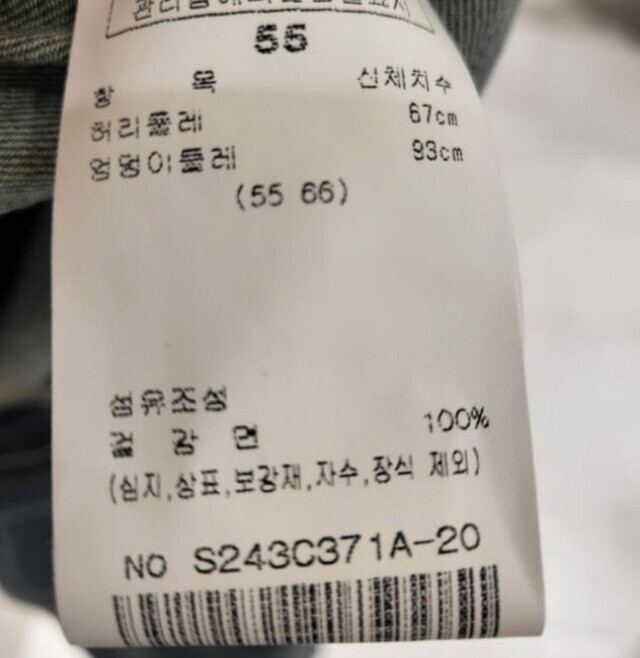 55
항 목 신체치수
허리둘레 67cm
엉덩이둘레 93cm
(55 66)
섬유조성
겉감 면 100%
(심지,상표,보강재,자수,장식 제외)
NO S243C371A-20